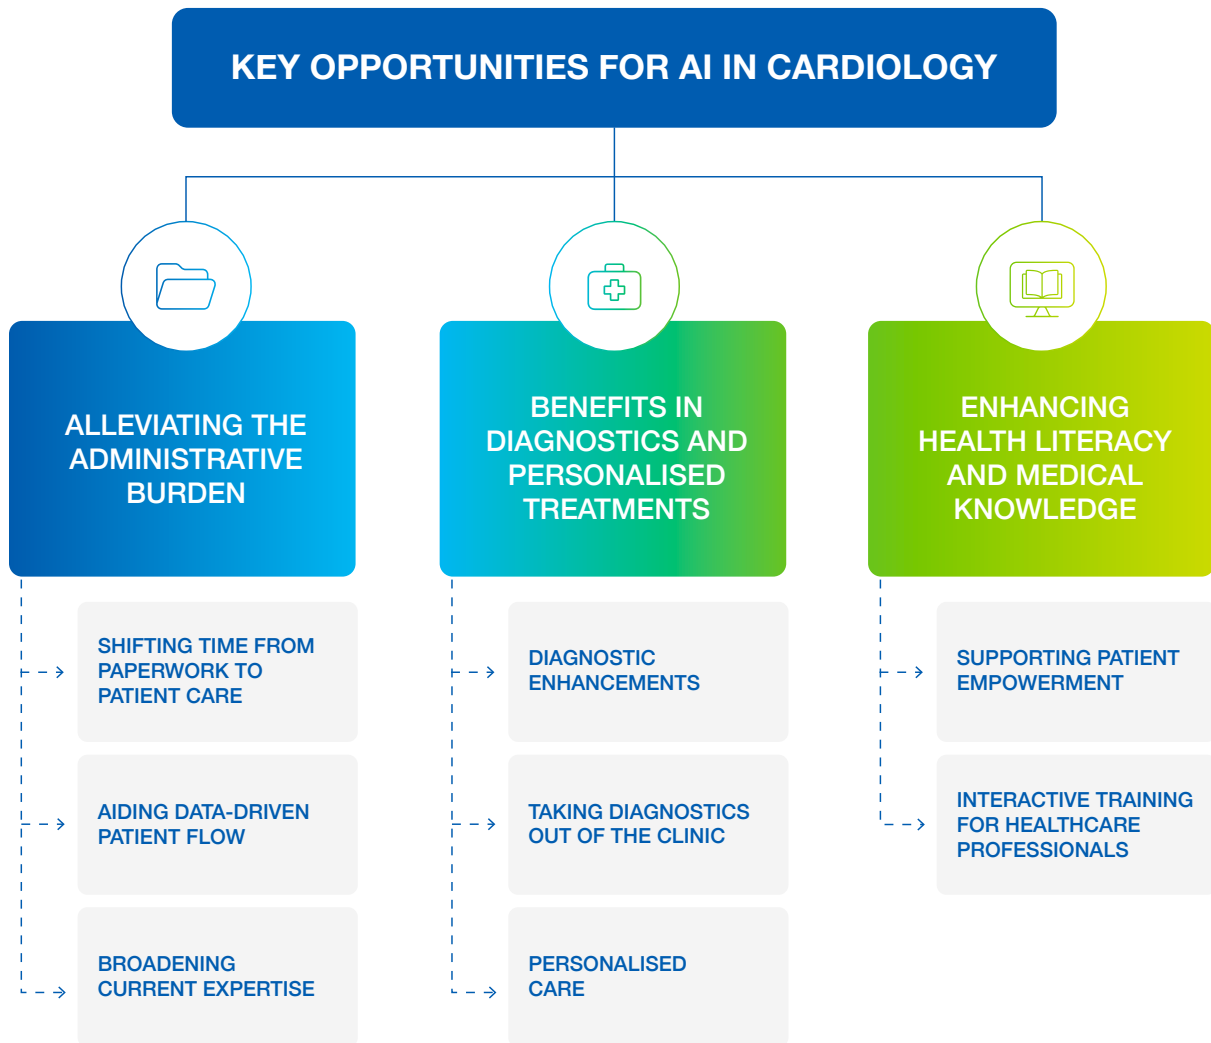 KEY OPPORTUNITIES FOR AI IN CARDIOLOGY
ALLEVIATING THE
ADMINISTRATIVE
BURDEN
SHIFTING TIME FROM
PAPERWORK TO
PATIENT CARE
AIDING DATA-DRIVEN
PATIENT FLOW
BROADENING
CURRENT EXPERTISE
BENEFITS IN
DIAGNOSTICS AND
PERSONALISED
TREATMENTS
DIAGNOSTIC
ENHANCEMENTS
TAKING DIAGNOSTICS
OUT OF THE CLINIC
PERSONALISED
CARE
ENHANCING
HEALTH LITERACY
AND MEDICAL
KNOWLEDGE
SUPPORTING PATIENT
EMPOWERMENT
INTERACTIVE TRAINING
FOR HEALTHCARE
PROFESSIONALS